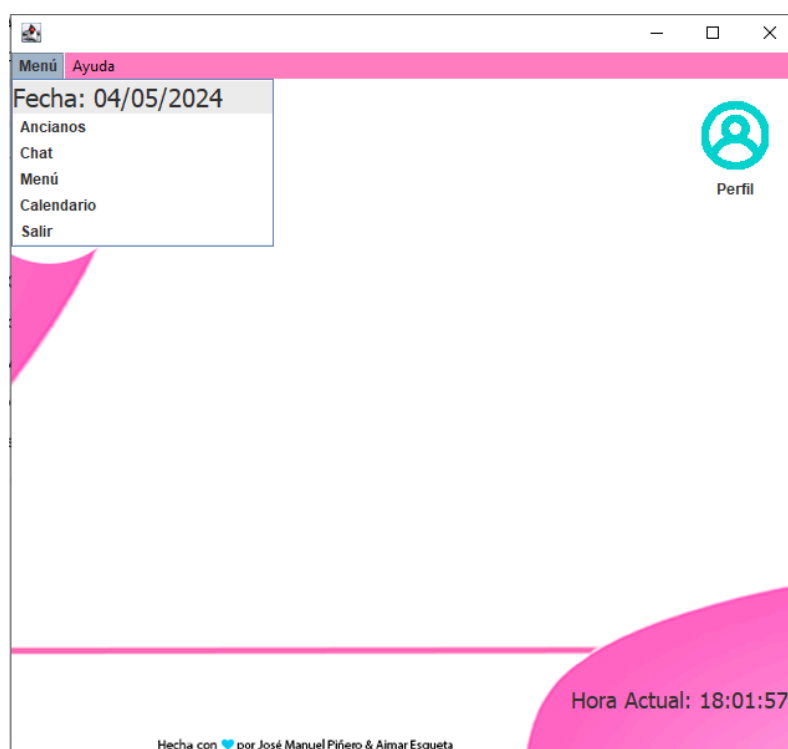 Menú Ayuda
Fecha: 04/05/2024
Ancianos
Chat
Menú
Calendario
Salir
Perfil
Hora Actual: 18:01:57
Hecha con por José Manuel Piñero & Aimar Esqueta